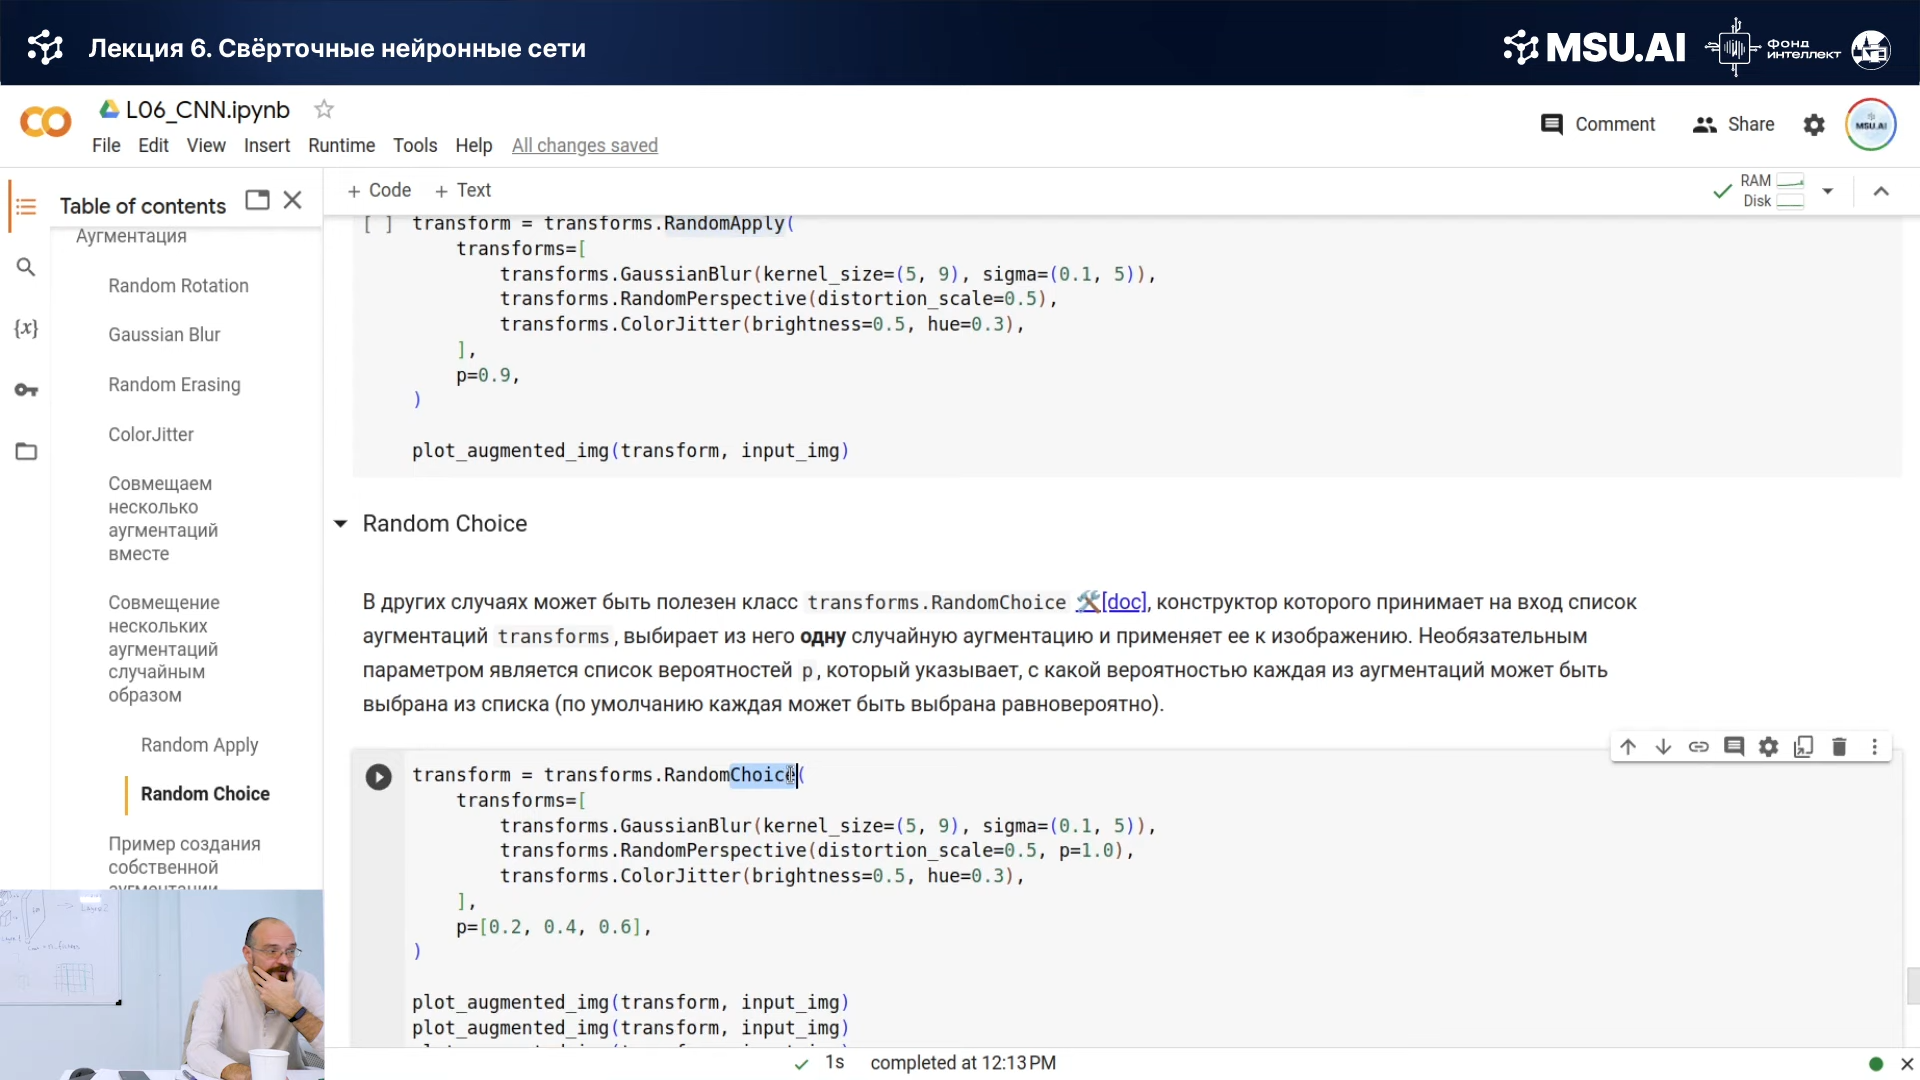 Лекция 6. Свёрточные нейронные сети
MSU.AI
ФОНД
ИНТЕЛЛЕКТ
L06_CNN.ipynb
File Edit View Insert Runtime Tools Help All changes saved
Comment
Share
MSU.AI
Table of contents
+ Code + Text
RAM
Disk
Аугментация
Random Rotation
Gaussian Blur
Random Erasing
ColorJitter
Совмещаем
несколько
аугментаций
вместе
Совмещение
нескольких
аугментаций
случайным
образом
Random Apply
Random Choice
Пример создания
собственной
аугментации
[ ] transform = transforms.RandomApply(
transforms=[
transforms.GaussianBlur(kernel_size=(5, 9), sigma=(0.1, 5)),
transforms.RandomPerspective(distortion_scale=0.5),
transforms.ColorJitter(brightness=0.5, hue=0.3),
],
p=0.9,
)
plot_augmented_img(transform, input_img)
Random Choice
В других случаях может быть полезен класс transforms.RandomChoice 🛠️[doc], конструктор которого принимает на вход список
аугментаций transforms, выбирает из него одну случайную аугментацию и применяет ее к изображению. Необязательным
параметром является список вероятностей p, который указывает, с какой вероятностью каждая из аугментаций может быть
выбрана из списка (по умолчанию каждая может быть выбрана равновероятно).
transform = transforms.RandomChoice(
transforms=[
transforms.GaussianBlur(kernel_size=(5, 9), sigma=(0.1, 5)),
transforms.RandomPerspective(distortion_scale=0.5, p=1.0),
transforms.ColorJitter(brightness=0.5, hue=0.3),
],
p=[0.2, 0.4, 0.6],
)
plot_augmented_img(transform, input_img)
plot_augmented_img(transform, input_img)
1s completed at 12:13 PM